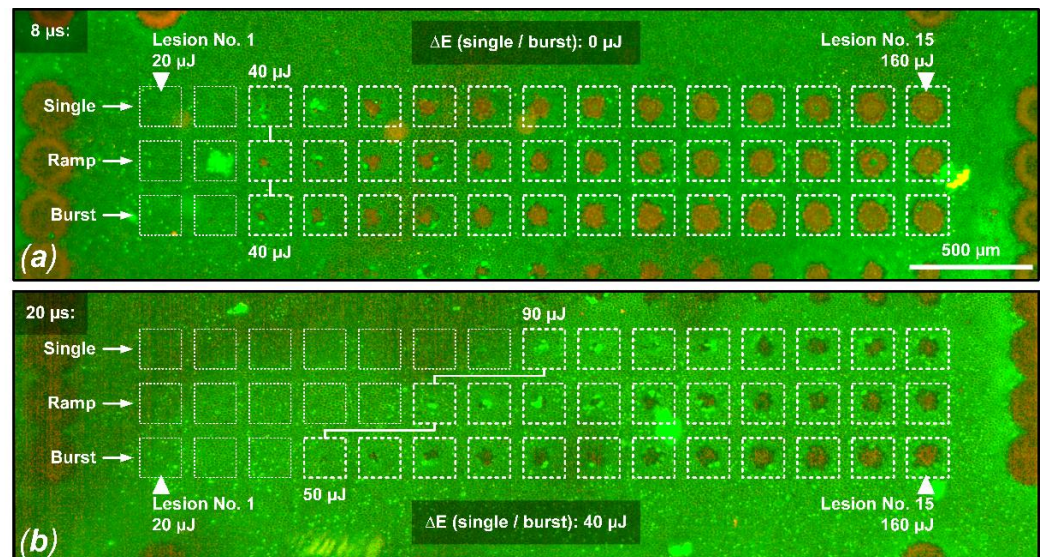 8 µs:
Lesion No. 1
20 µJ
ΔE (single / burst): 0 µJ
Lesion No. 15
160 µJ
40 µJ
Single
Ramp
Burst
40 µJ
500 µm
(a)
20 µs:
90 µJ
Single
Ramp
Burst
50 µJ
Lesion No. 1
20 µJ
ΔE (single / burst): 40 µJ
Lesion No. 15
160 µJ
(b)